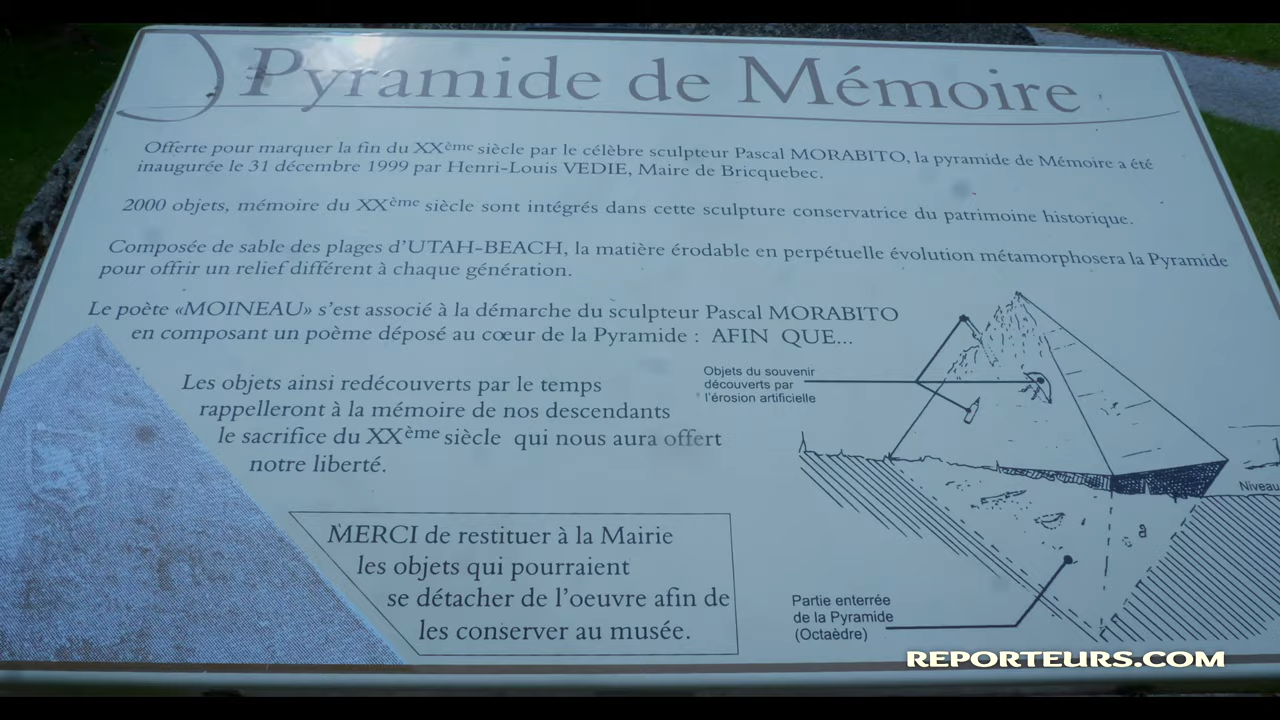 Pyramide de Mémoire
Offerte pour marquer la fin du XXème siècle par le célèbre sculpteur Pascal MORABITO, la pyramide de Mémoire a été
inaugurée le 31 décembre 1999 par Henri-Louis VEDIE, Maire de Bricquebec.
2000 objets, mémoire du XXème siècle sont intégrés dans cette sculpture conservatrice du patrimoine historique.
Composée de sable des plages d'UTAH-BEACH, la matière érodable en perpétuelle évolution métamorphosera la Pyramide
pour offrir un relief différent à chaque génération.
Le poète «MOINEAU» s'est associé à la démarche du sculpteur Pascal MORABITO
en composant un poème déposé au cœur de la Pyramide : AFIN QUE...
Les objets ainsi redécouverts par le temps
rappelleront à la mémoire de nos descendants
le sacrifice du XXème siècle qui nous aura offert
notre liberté.
Objets du souvenir
découverts par
l'érosion artificielle
Niveau
MERCI de restituer à la Mairie
les objets qui pourraient
se détacher de l'oeuvre afin de
les conserver au musée.
Partie enterrée
de la Pyramide
(Octaèdre)
REPORTEURS.COM